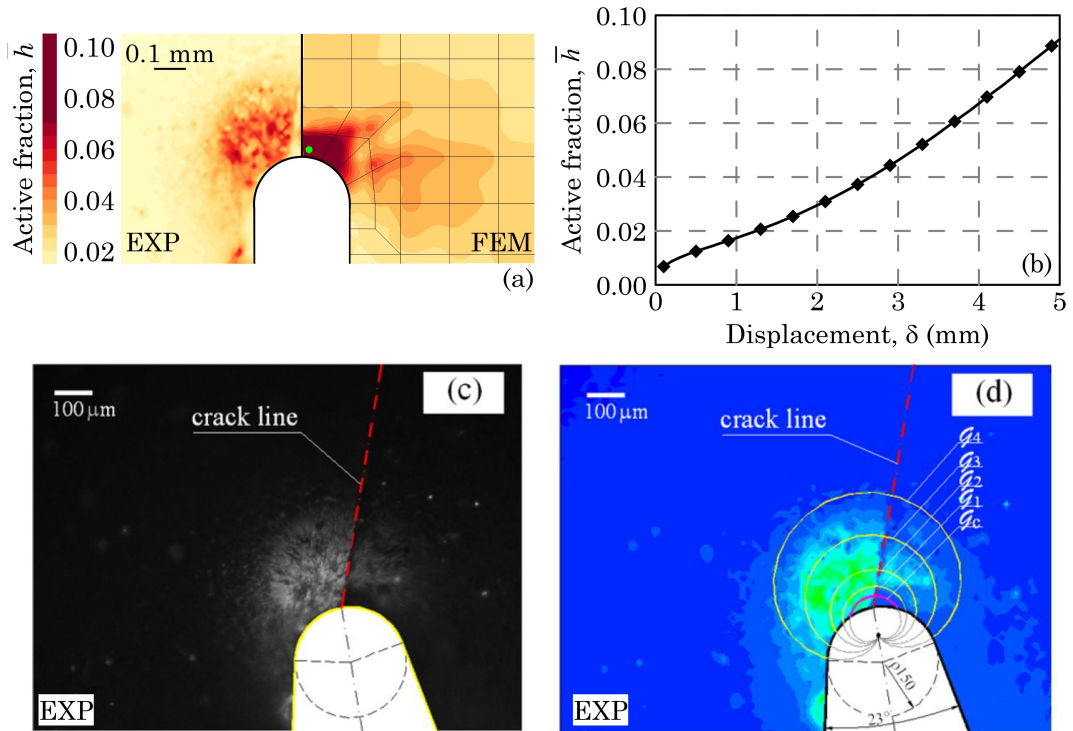 Active fraction, h̅
0.10
0.08
0.06
0.04
0.02
0.1 mm
EXP
FEM
(a)
Active fraction, h̅
0.10
0.08
0.06
0.04
0.02
0.00
0
1
2
3
4
5
(b)
Displacement, δ (mm)
100 μm
(c)
crack line
EXP
100 μm
(d)
crack line
𝒢4
𝒢3
𝒢2
𝒢1
𝒢c
ρ150
23°
EXP